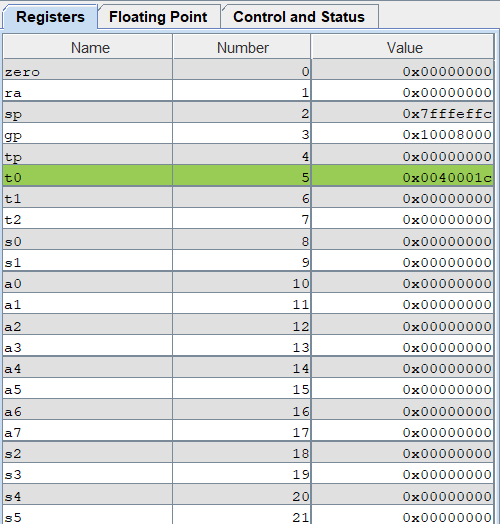 Registers Floating Point Control and Status
Name Number Value
zero 0 0x00000000
ra 1 0x00000000
sp 2 0x7fffeffc
gp 3 0x10008000
tp 4 0x00000000
t0 5 0x0040001c
t1 6 0x00000000
t2 7 0x00000000
s0 8 0x00000000
s1 9 0x00000000
a0 10 0x00000000
a1 11 0x00000000
a2 12 0x00000000
a3 13 0x00000000
a4 14 0x00000000
a5 15 0x00000000
a6 16 0x00000000
a7 17 0x00000000
s2 18 0x00000000
s3 19 0x00000000
s4 20 0x00000000
s5 21 0x00000000